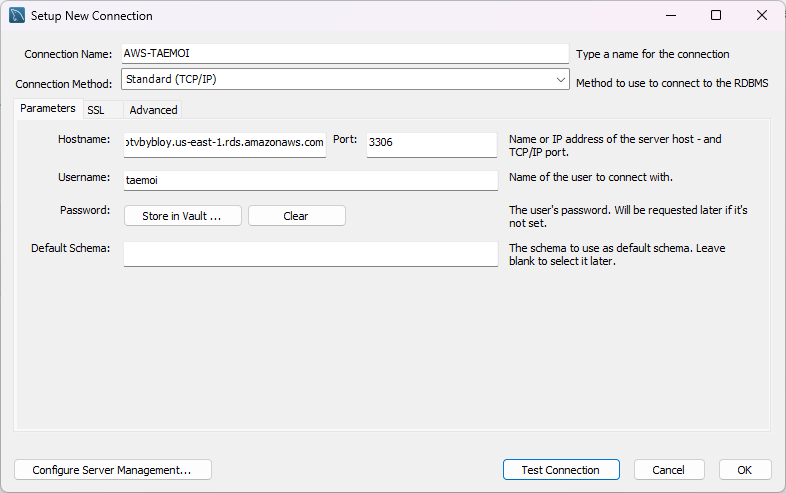 Setup New Connection
Connection Name: AWS-TAEMOI Type a name for the connection
Connection Method: Standard (TCP/IP) Method to use to connect to the RDBMS
Parameters SSL Advanced
Hostname: otvbybloy.us-east-1.rds.amazonaws.com Port: 3306 Name or IP address of the server host - and
TCP/IP port.
Username: taemoi Name of the user to connect with.
Password: Store in Vault ... Clear The user's password. Will be requested later if it's
not set.
Default Schema: The schema to use as default schema. Leave
blank to select it later.
Configure Server Management... Test Connection Cancel OK